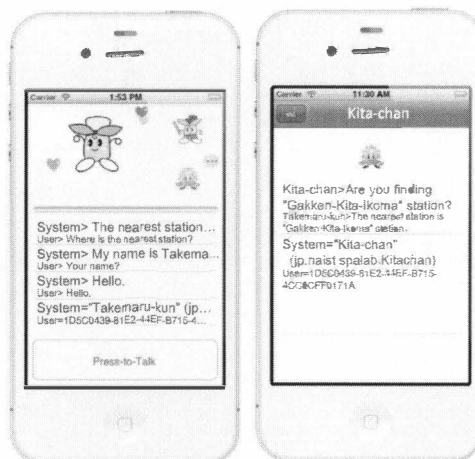 Carrier 1:53 PM
System> The nearest station...
User> Where is the nearest station?
System> My name is Takema...
User> Your name?
System> Hello.
User> Hello.
System="Takemaru-kun" (jp...
User=1D5C0439-81E2-44EF-B715-4...
Press-to-Talk
Carrier 11:30 AM
Kita-chan
Kita-chan>Are you finding
"Gakken-Kita-Ikoma" station?
Takemaru-kun>The nearest station is
"Gakken-Kita-Ikoma" station.
System="Kita-chan"
(jp.naist.spalab.Kitachan)
User=1D5C0439-81E2-44EF-B715-